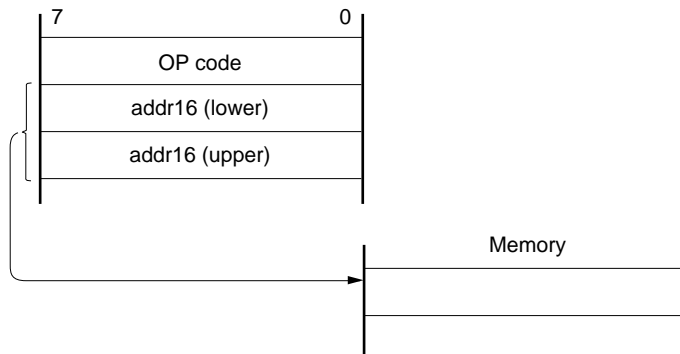 7 0
OP code
addr16 (lower)
addr16 (upper)
Memory